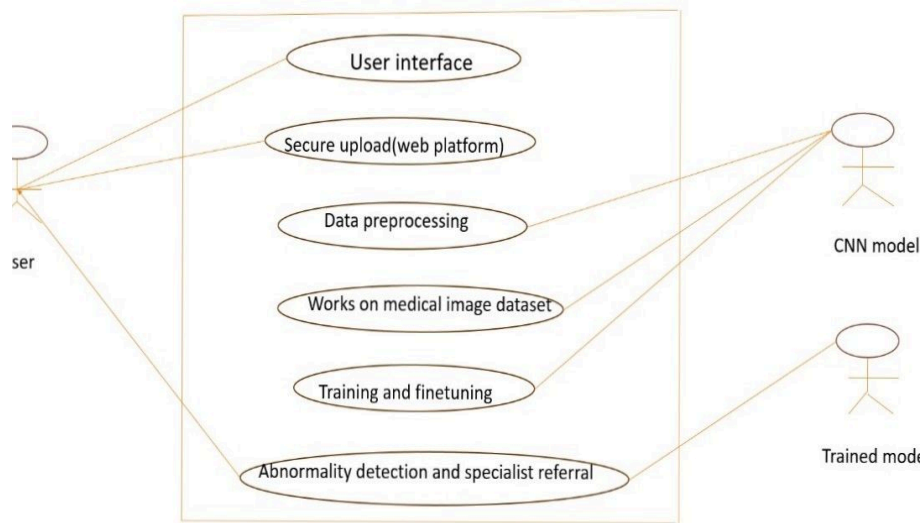 User interface
Secure upload(web platform)
Data preprocessing
CNN model
ser
Works on medical image dataset
Training and finetuning
Trained mode
Abnormality detection and specialist referral